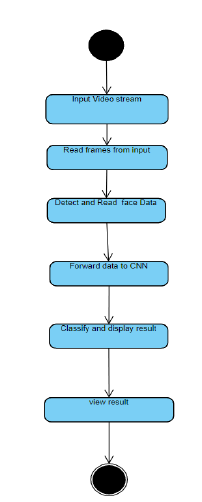 Input Video stream
Read frames from input
Detect and Read face Data
Forward data to CNN
Classify and display result
view result